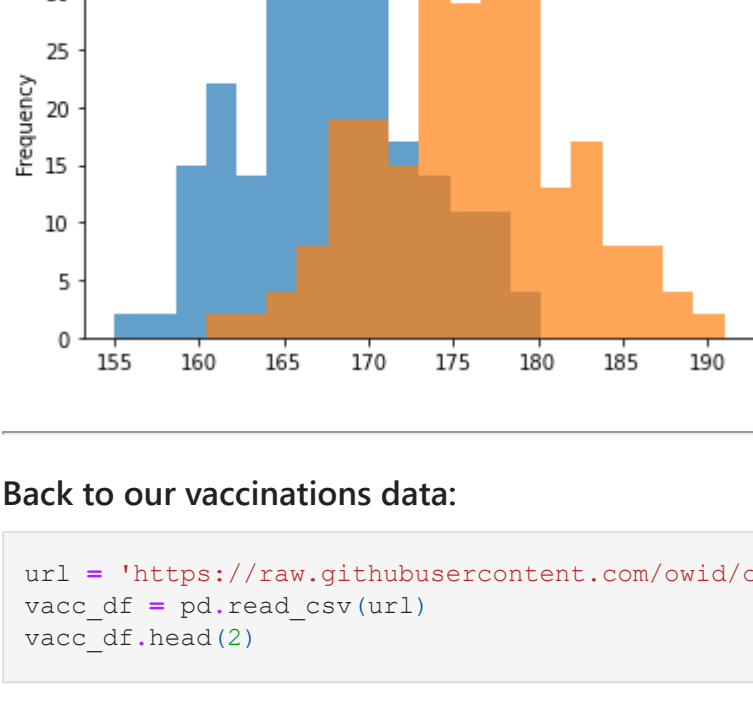 25
20
15
10
5
0
Frequency
155 160 165 170 175 180 185 190
Back to our vaccinations data:
url = 'https://raw.githubusercontent.com/owid/c
vacc_df = pd.read_csv(url)
vacc_df.head(2)